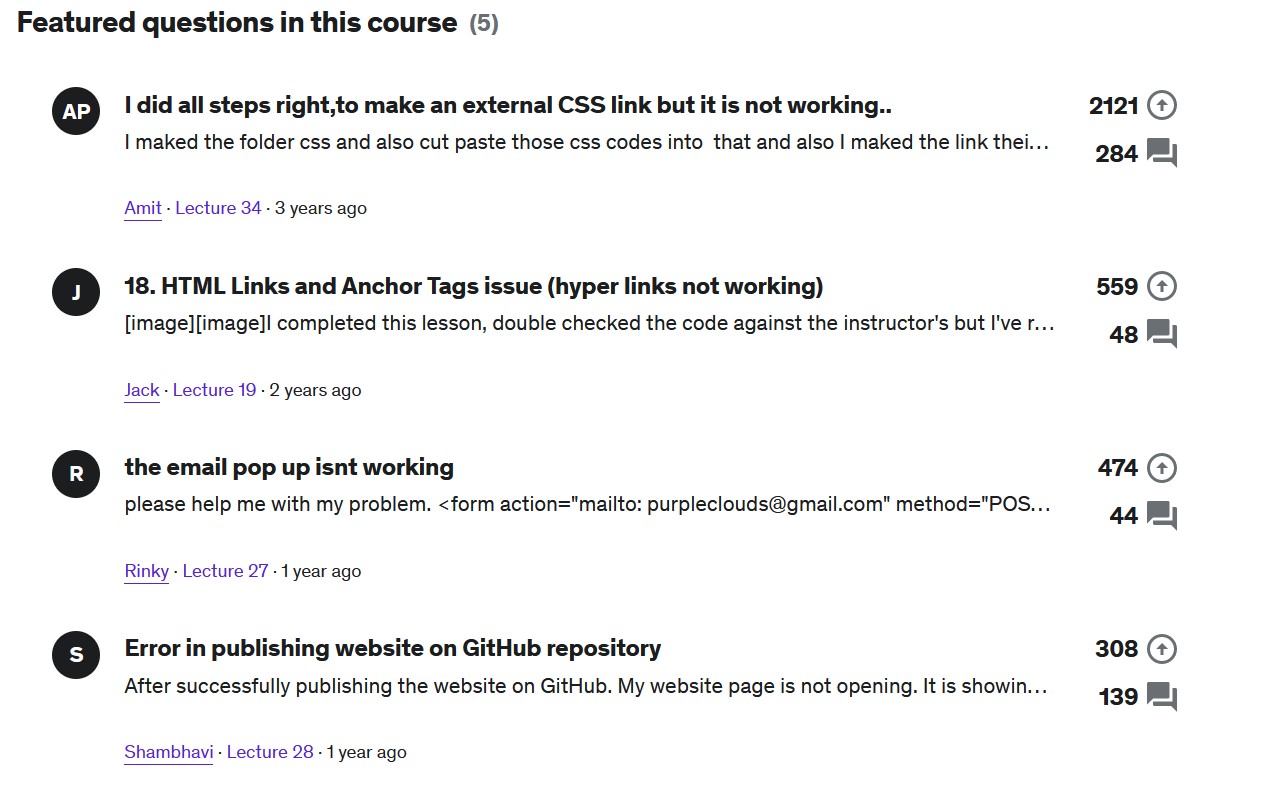 Featured questions in this course (5)
AP
I did all steps right,to make an external CSS link but it is not working..
2121
I maked the folder css and also cut paste those css codes into  that and also I maked the link thei...
284
Amit · Lecture 34 · 3 years ago
J
18. HTML Links and Anchor Tags issue (hyper links not working)
559
[image][image]I completed this lesson, double checked the code against the instructor's but I've r...
48
Jack · Lecture 19 · 2 years ago
R
the email pop up isnt working
474
please help me with my problem. <form action="mailto: purpleclouds@gmail.com" method="POS...
44
Rinky · Lecture 27 · 1 year ago
S
Error in publishing website on GitHub repository
308
After successfully publishing the website on GitHub. My website page is not opening. It is showin...
139
Shambhavi · Lecture 28 · 1 year ago